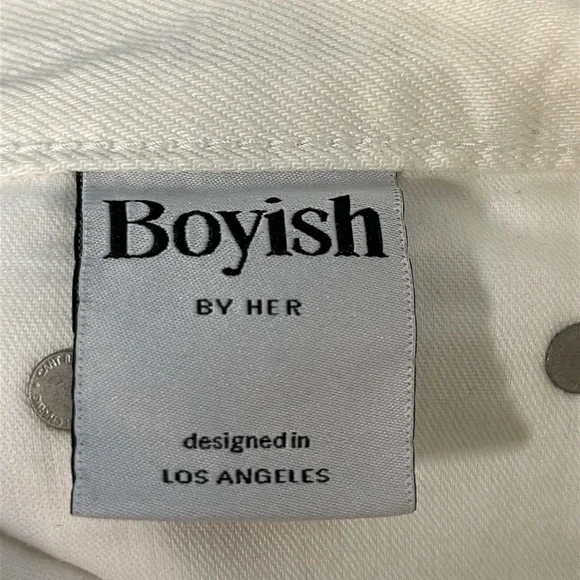 Boyish
BY HER
designed in
LOS ANGELES